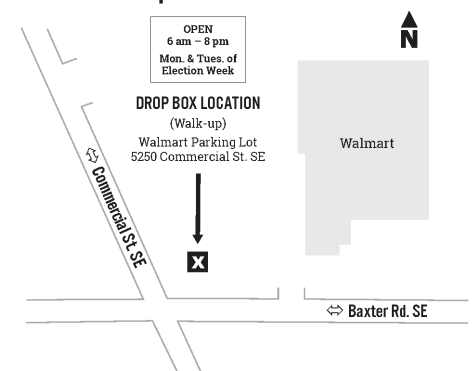 OPEN
6 am – 8 pm
Mon. & Tues. of
Election Week
N
DROP BOX LOCATION
(Walk-up)
Walmart Parking Lot
5250 Commercial St. SE
Walmart
Commercial St. SE
X
Baxter Rd. SE